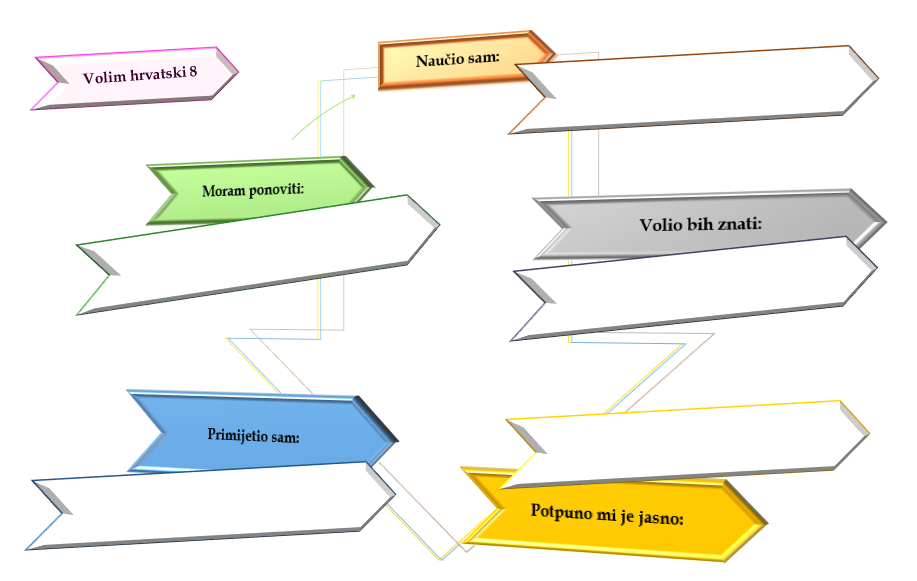 Volim hrvatski 8
Naučio sam:
Moram ponoviti:
Volio bih znati:
Primijetio sam:
Potpuno mi je jasno: